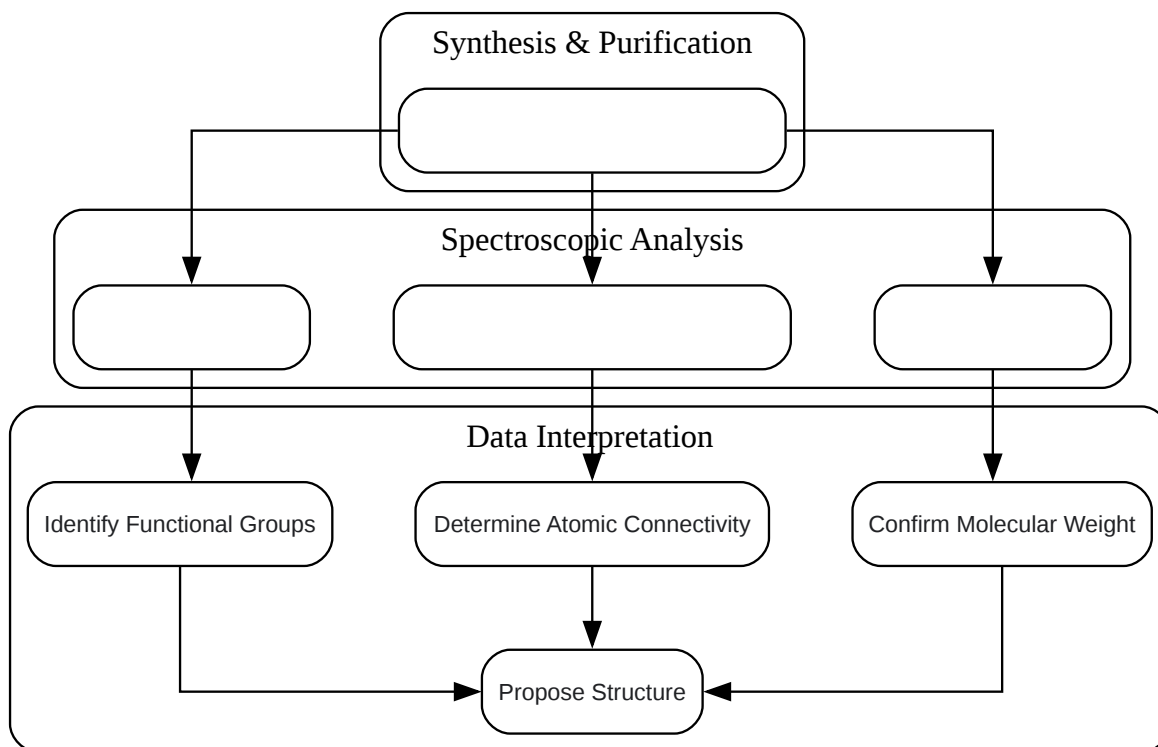 Synthesis & Purification
Spectroscopic Analysis
Data Interpretation
Identify Functional Groups
Determine Atomic Connectivity
Confirm Molecular Weight
Propose Structure